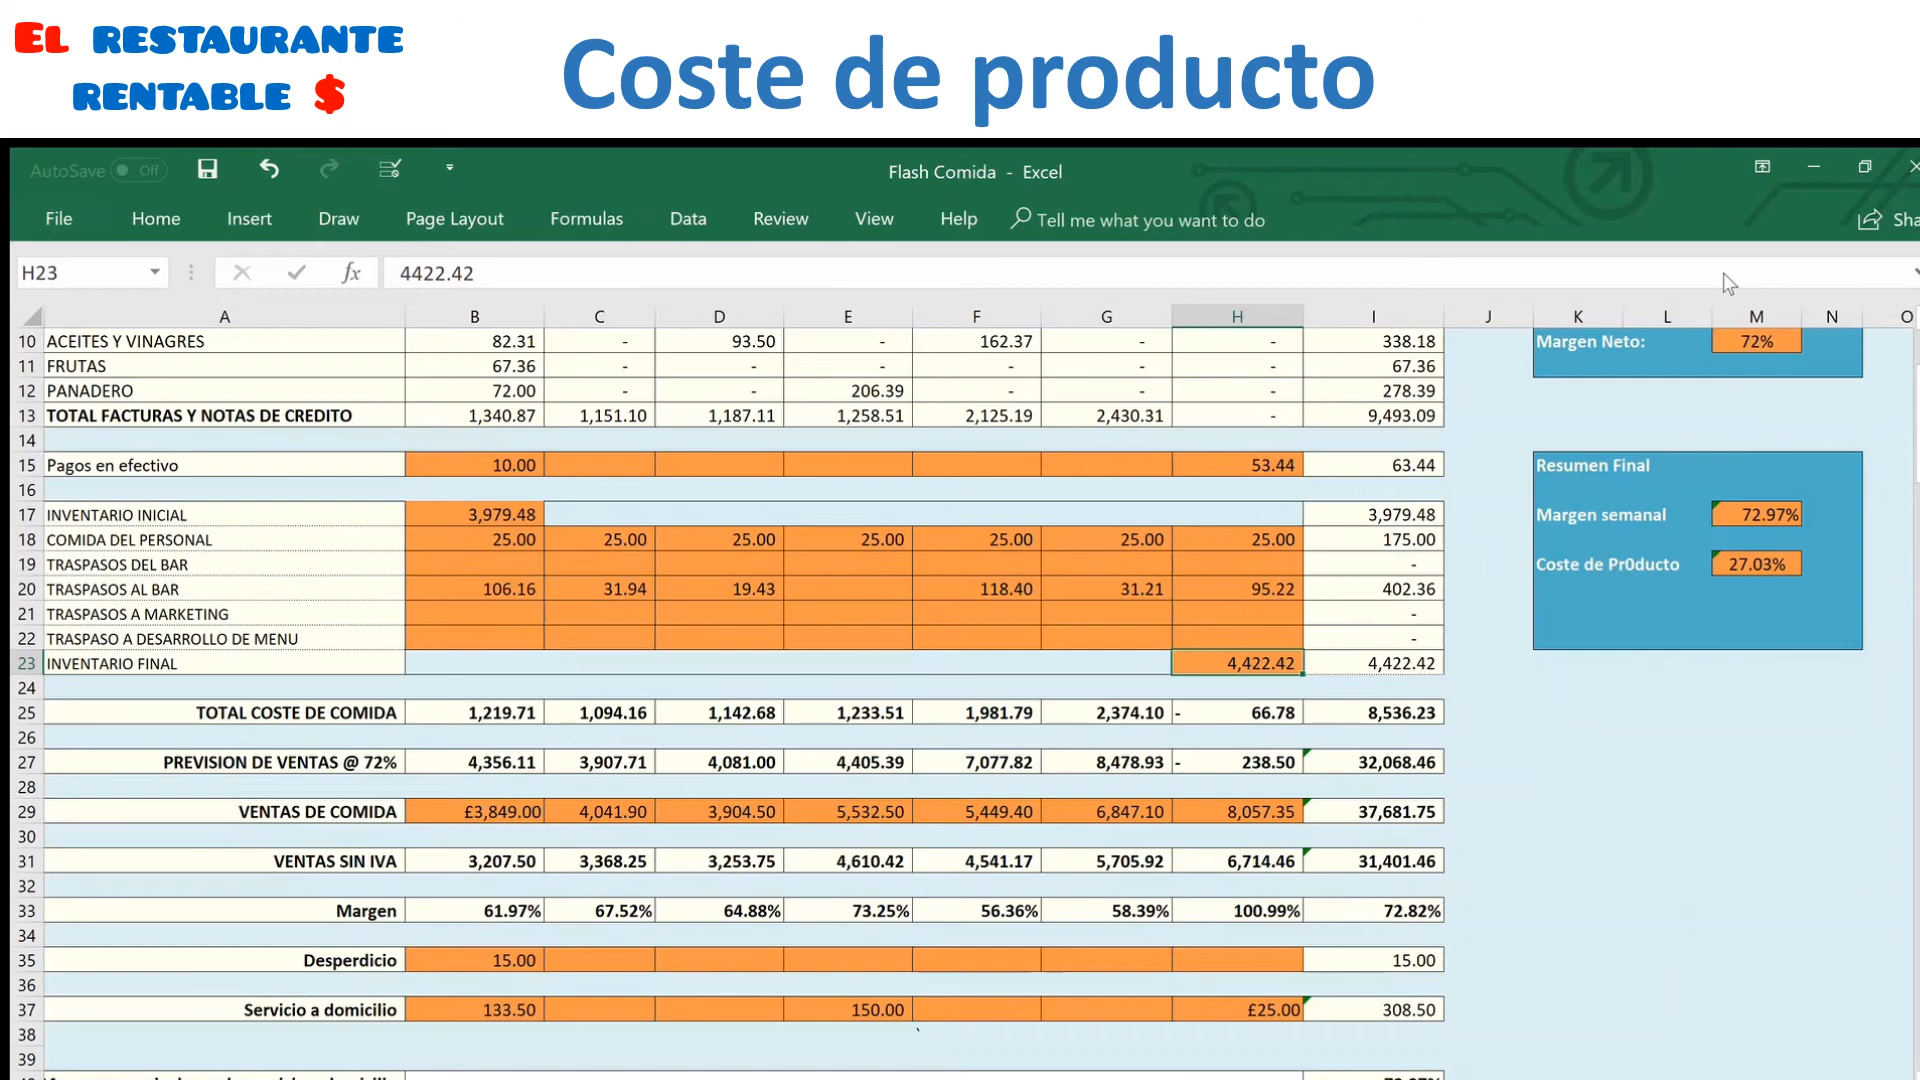 EL RESTAURANTE
RENTABLE $
Coste de producto
AutoSave Off
Flash Comida - Excel
File Home Insert Draw Page Layout Formulas Data Review View Help Tell me what you want to do Sha
H23 fx 4422.42
A B C D E F G H I J K L M N O
10 ACEITES Y VINAGRES 82.31 - 93.50 - 162.37 - - 338.18 Margen Neto: 72%
11 FRUTAS 67.36 - - - - - - 67.36
12 PANADERO 72.00 - - 206.39 - - - 278.39
13 TOTAL FACTURAS Y NOTAS DE CREDITO 1,340.87 1,151.10 1,187.11 1,258.51 2,125.19 2,430.31 - 9,493.09
14
15 Pagos en efectivo 10.00 53.44 63.44 Resumen Final
16
17 INVENTARIO INICIAL 3,979.48 3,979.48 Margen semanal 72.97%
18 COMIDA DEL PERSONAL 25.00 25.00 25.00 25.00 25.00 25.00 25.00 175.00
19 TRASPASOS DEL BAR - Coste de Pr0ducto 27.03%
20 TRASPASOS AL BAR 106.16 31.94 19.43 118.40 31.21 95.22 402.36
21 TRASPASOS A MARKETING -
22 TRASPASO A DESARROLLO DE MENU -
23 INVENTARIO FINAL 4,422.42 4,422.42
24
25 TOTAL COSTE DE COMIDA 1,219.71 1,094.16 1,142.68 1,233.51 1,981.79 2,374.10 - 66.78 8,536.23
26
27 PREVISION DE VENTAS @ 72% 4,356.11 3,907.71 4,081.00 4,405.39 7,077.82 8,478.93 - 238.50 32,068.46
28
29 VENTAS DE COMIDA £3,849.00 4,041.90 3,904.50 5,532.50 5,449.40 6,847.10 8,057.35 37,681.75
30
31 VENTAS SIN IVA 3,207.50 3,368.25 3,253.75 4,610.42 4,541.17 5,705.92 6,714.46 31,401.46
32
33 Margen 61.97% 67.52% 64.88% 73.25% 56.36% 58.39% 100.99% 72.82%
34
35 Desperdicio 15.00 15.00
36
37 Servicio a domicilio 133.50 150.00 £25.00 308.50
38 `
39